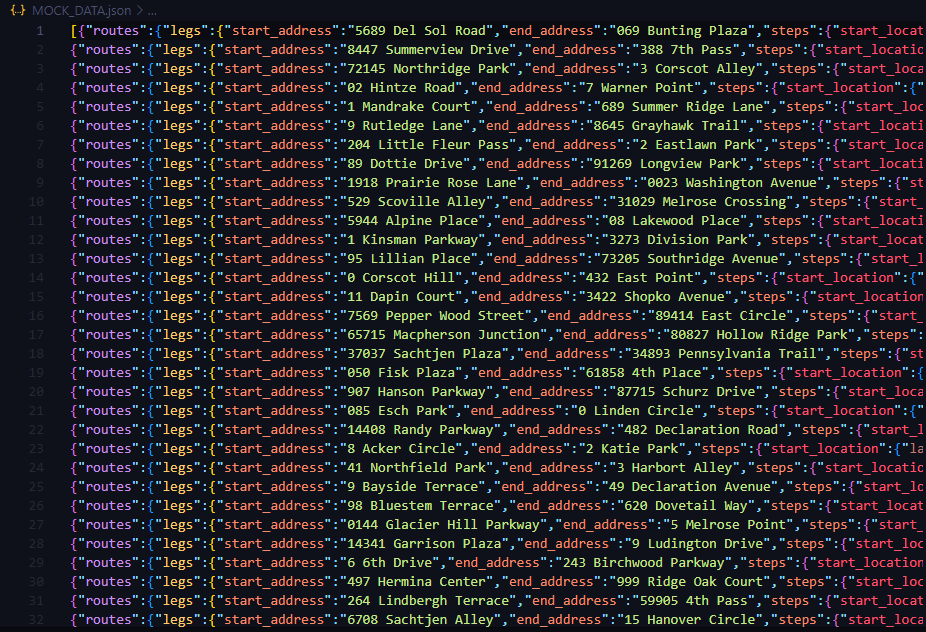 {..} MOCK_DATA.json > ...
1 [{"routes":{"legs":{"start_address":"5689 Del Sol Road","end_address":"069 Bunting Plaza","steps":{"start_locat
2 {"routes":{"legs":{"start_address":"8447 Summerview Drive","end_address":"388 7th Pass","steps":{"start_locatio
3 {"routes":{"legs":{"start_address":"72145 Northridge Park","end_address":"3 Corscot Alley","steps":{"start_loca
4 {"routes":{"legs":{"start_address":"02 Hintze Road","end_address":"7 Warner Point","steps":{"start_location":{"
5 {"routes":{"legs":{"start_address":"1 Mandrake Court","end_address":"689 Summer Ridge Lane","steps":{"start_loc
6 {"routes":{"legs":{"start_address":"9 Rutledge Lane","end_address":"8645 Grayhawk Trail","steps":{"start_locati
7 {"routes":{"legs":{"start_address":"204 Little Fleur Pass","end_address":"2 Eastlawn Park","steps":{"start_loca
8 {"routes":{"legs":{"start_address":"89 Dottie Drive","end_address":"91269 Longview Park","steps":{"start_locati
9 {"routes":{"legs":{"start_address":"1918 Prairie Rose Lane","end_address":"0023 Washington Avenue","steps":{"st
10 {"routes":{"legs":{"start_address":"529 Scoville Alley","end_address":"31029 Melrose Crossing","steps":{"start_
11 {"routes":{"legs":{"start_address":"5944 Alpine Place","end_address":"08 Lakewood Place","steps":{"start_locati
12 {"routes":{"legs":{"start_address":"1 Kinsman Parkway","end_address":"3273 Division Park","steps":{"start_locat
13 {"routes":{"legs":{"start_address":"95 Lillian Place","end_address":"73205 Southridge Avenue","steps":{"start_l
14 {"routes":{"legs":{"start_address":"0 Corscot Hill","end_address":"432 East Point","steps":{"start_location":{"
15 {"routes":{"legs":{"start_address":"11 Dapin Court","end_address":"3422 Shopko Avenue","steps":{"start_location
16 {"routes":{"legs":{"start_address":"7569 Pepper Wood Street","end_address":"89414 East Circle","steps":{"start_
17 {"routes":{"legs":{"start_address":"65715 Macpherson Junction","end_address":"80827 Hollow Ridge Park","steps":
18 {"routes":{"legs":{"start_address":"37037 Sachtjen Plaza","end_address":"34893 Pennsylvania Trail","steps":{"st
19 {"routes":{"legs":{"start_address":"050 Fisk Plaza","end_address":"61858 4th Place","steps":{"start_location":{
20 {"routes":{"legs":{"start_address":"907 Hanson Parkway","end_address":"87715 Schurz Drive","steps":{"start_loca
21 {"routes":{"legs":{"start_address":"085 Esch Park","end_address":"0 Linden Circle","steps":{"start_location":{"
22 {"routes":{"legs":{"start_address":"14408 Randy Parkway","end_address":"482 Declaration Road","steps":{"start_l
23 {"routes":{"legs":{"start_address":"8 Acker Circle","end_address":"2 Katie Park","steps":{"start_location":{"la
24 {"routes":{"legs":{"start_address":"41 Northfield Park","end_address":"3 Harbort Alley","steps":{"start_locatio
25 {"routes":{"legs":{"start_address":"9 Bayside Terrace","end_address":"49 Declaration Avenue","steps":{"start_lo
26 {"routes":{"legs":{"start_address":"98 Bluestem Terrace","end_address":"620 Dovetail Way","steps":{"start_locat
27 {"routes":{"legs":{"start_address":"0144 Glacier Hill Parkway","end_address":"5 Melrose Point","steps":{"start_
28 {"routes":{"legs":{"start_address":"14341 Garrison Plaza","end_address":"9 Ludington Drive","steps":{"start_loc
29 {"routes":{"legs":{"start_address":"6 6th Drive","end_address":"243 Birchwood Parkway","steps":{"start_location
30 {"routes":{"legs":{"start_address":"497 Hermina Center","end_address":"999 Ridge Oak Court","steps":{"start_loc
31 {"routes":{"legs":{"start_address":"264 Lindbergh Terrace","end_address":"59905 4th Pass","steps":{"start_locat
32 {"routes":{"legs":{"start_address":"6708 Sachtjen Alley","end_address":"15 Hanover Circle","steps":{"start_loca